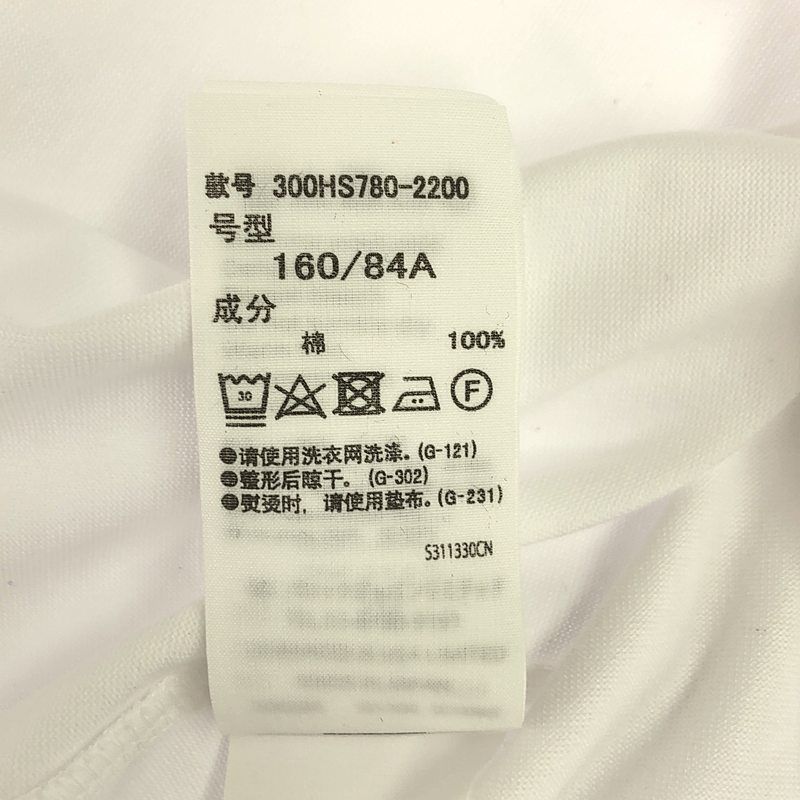 款号 300HS780-2200
号型
160/84A
成分
棉 100%
30 F
●请使用洗衣网洗涤。(G-121)
●整形后晾干。(G-302)
●熨烫时，请使用垫布。(G-231)
S311330CN